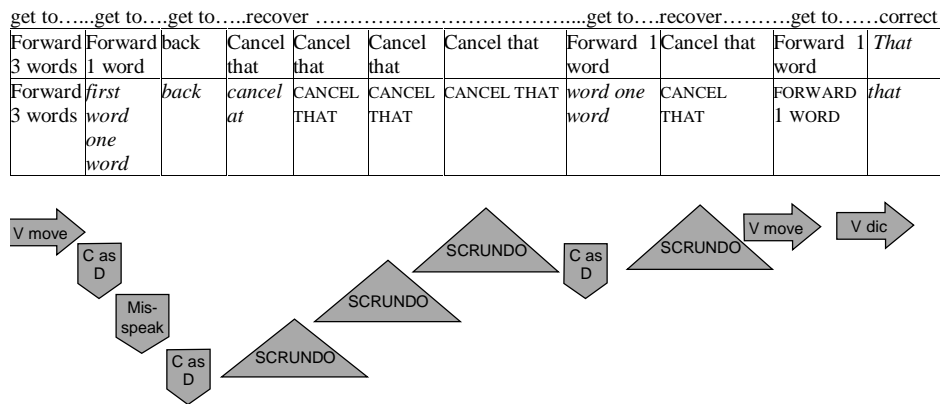 get to…...get to….get to…..recover …………………………………………....get to….recover……….get to……correct
Forward 3 words Forward 1 word back Cancel that Cancel that Cancel that Cancel that Forward 1 word Cancel that Forward 1 word That
Forward 3 words first word one word back cancel at CANCEL THAT CANCEL THAT CANCEL THAT word one word CANCEL THAT FORWARD 1 WORD that
V move
C as D
Mis-speak
C as D
SCRUNDO
SCRUNDO
SCRUNDO
C as D
SCRUNDO
V move
V dic